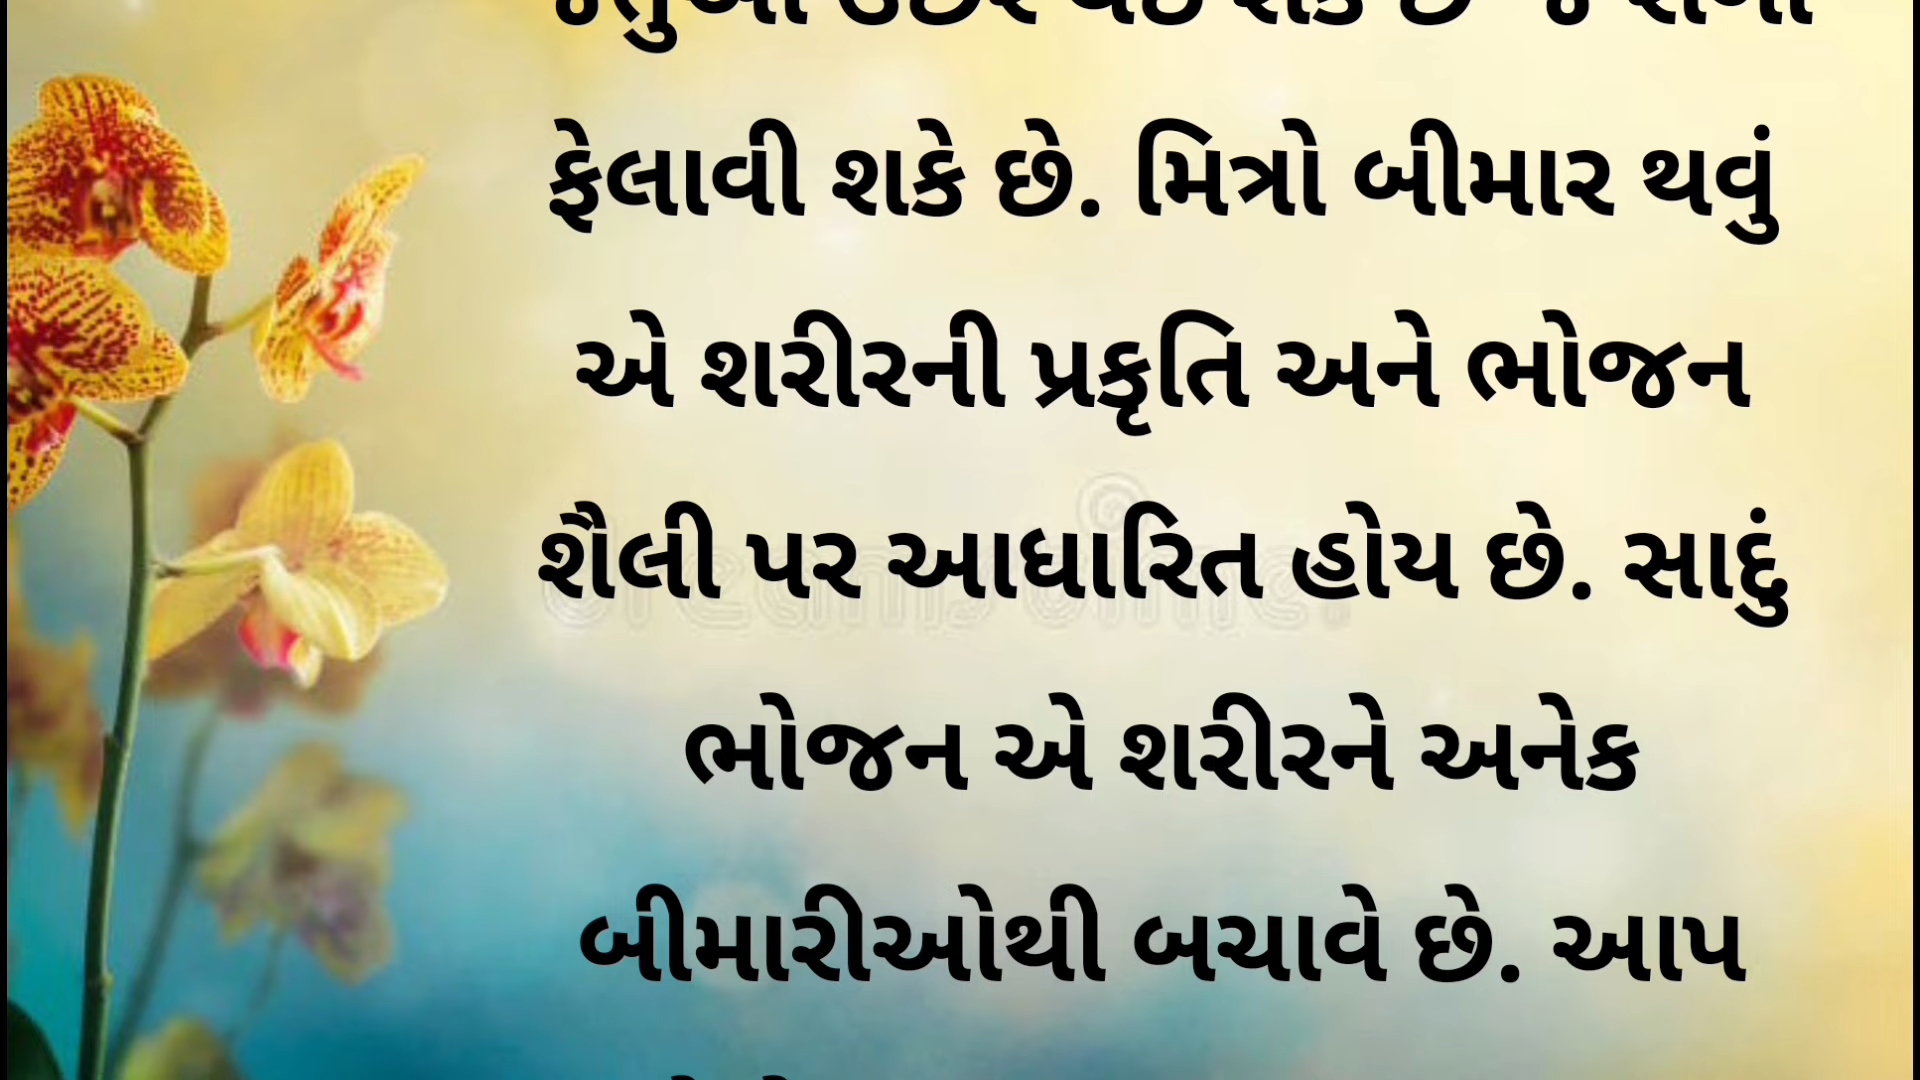 ફેલાવી શકે છે. મિત્રો બીમાર થવું
એ શરીરની પ્રકૃતિ અને ભોજન
શૈલી પર આધારિત હોય છે. સાદું
ભોજન એ શરીરને અનેક
બીમારીઓથી બચાવે છે. આપ